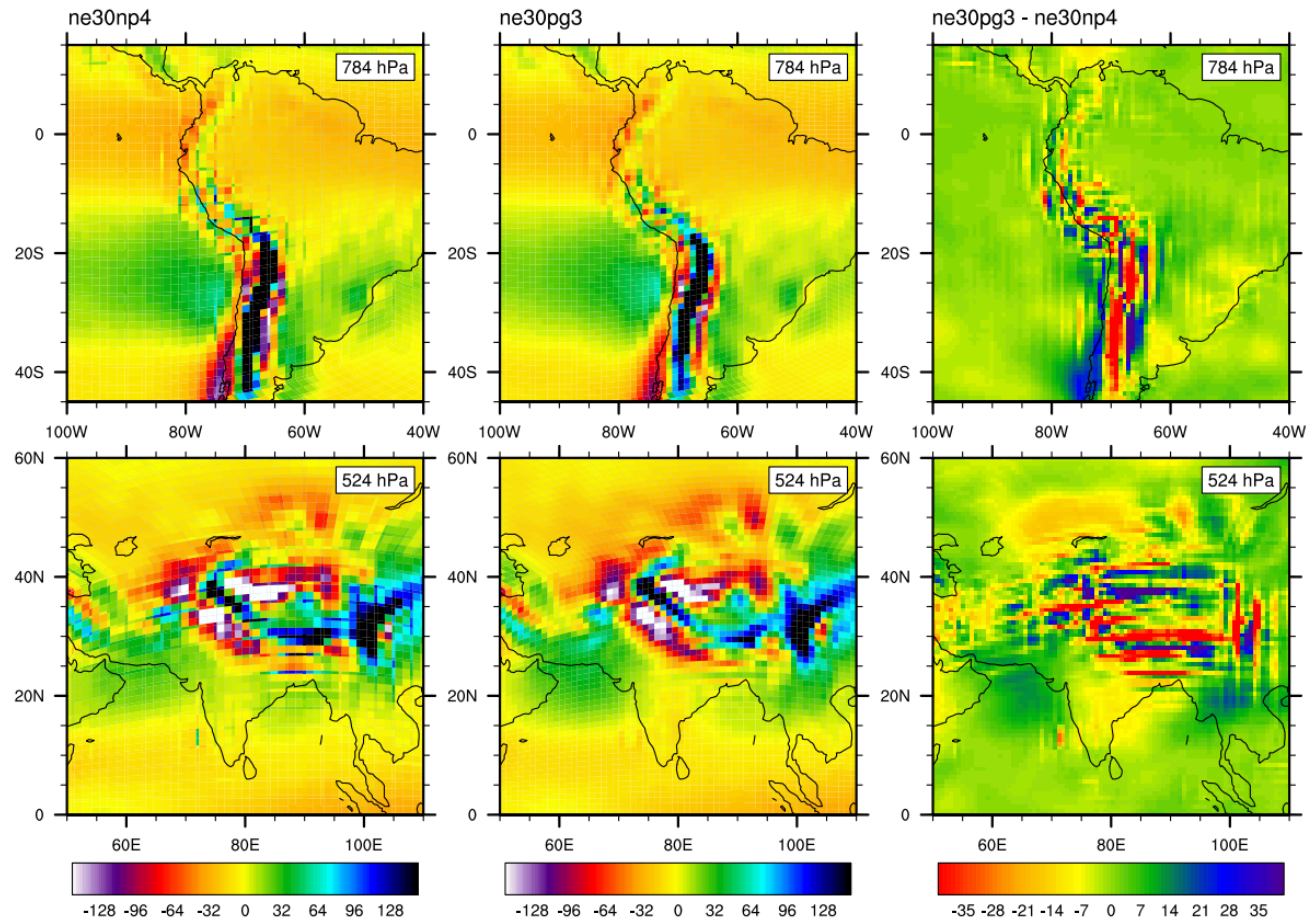 ne30np4
ne30pg3
ne30pg3 - ne30np4
784 hPa
784 hPa
784 hPa
0
20S
40S
0
20S
40S
0
20S
40S
100W 80W 60W 40W
100W 80W 60W 40W
100W 80W 60W 40W
60N
40N
20N
0
524 hPa
60N
40N
20N
0
524 hPa
60N
40N
20N
0
524 hPa
60E 80E 100E
60E 80E 100E
60E 80E 100E
-128 -96 -64 -32 0 32 64 96 128
-128 -96 -64 -32 0 32 64 96 128
-35 -28 -21 -14 -7 0 7 14 21 28 35